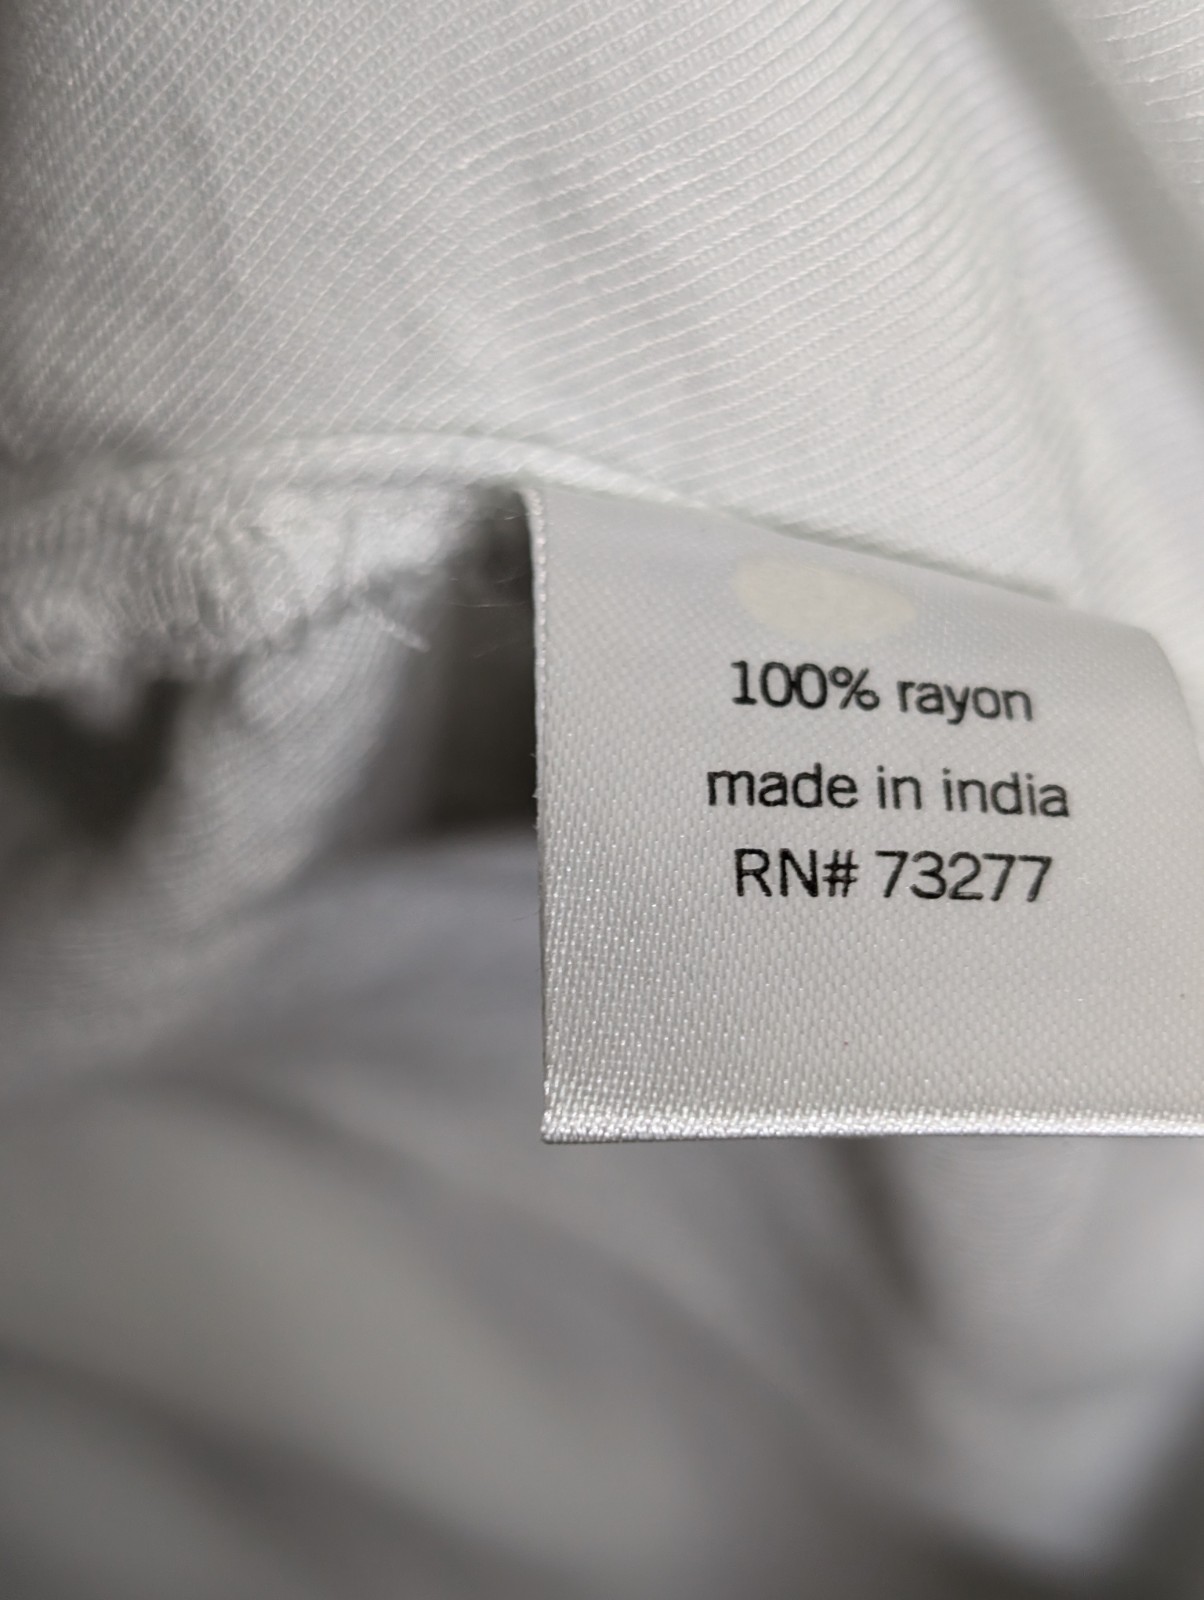 100% rayon
made in india
RN# 73277